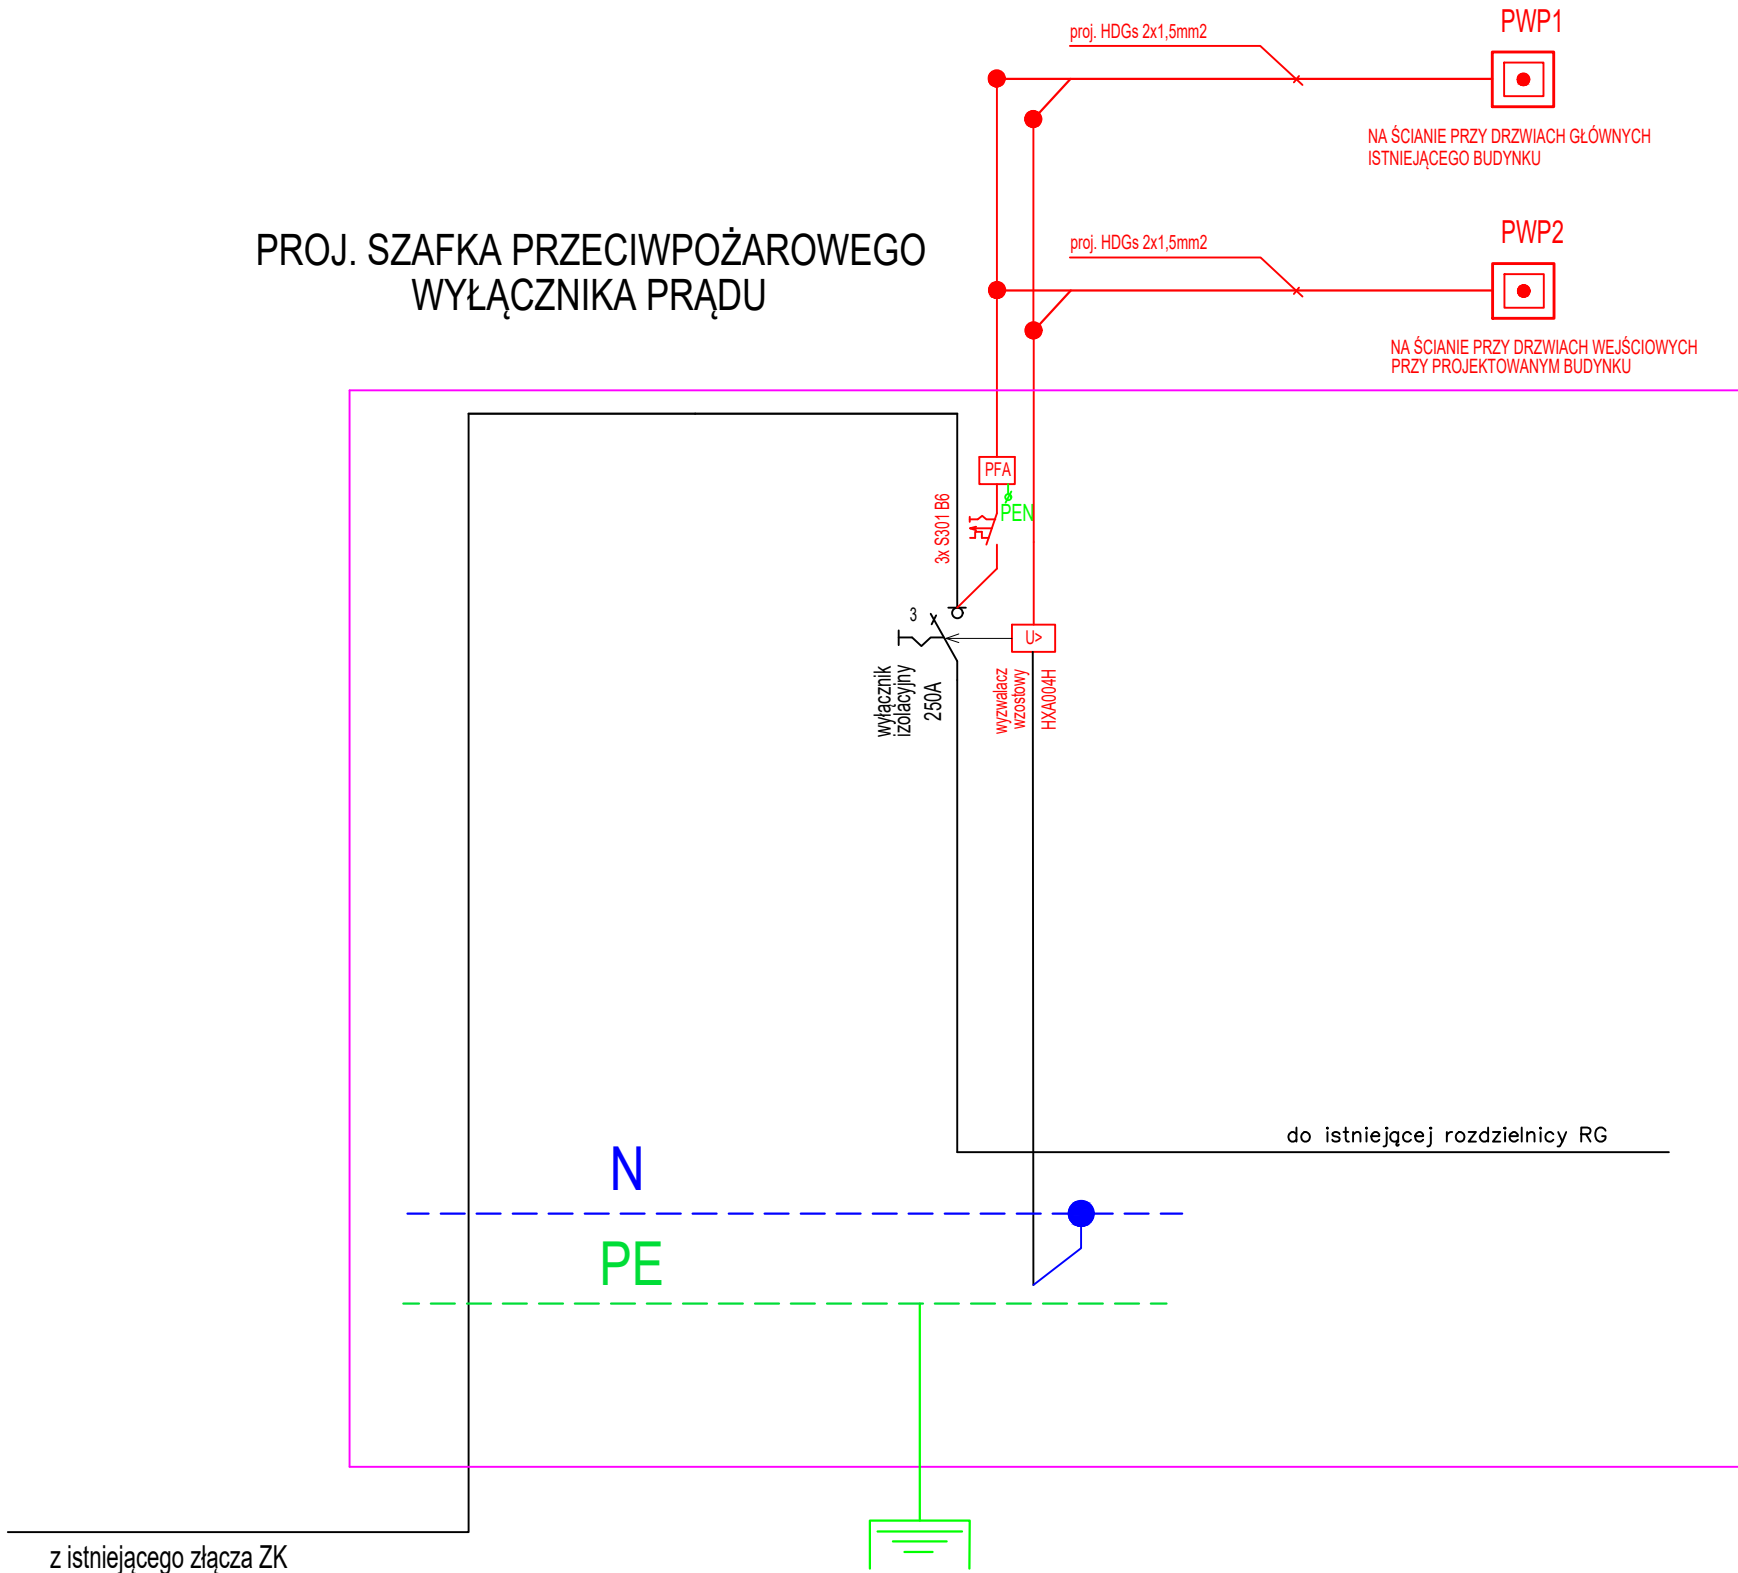 PWP1
proj. HDGs 2x1,5mm2
NA ŚCIANIE PRZY DRZWIACH GŁÓWNYCH
ISTNIEJĄCEGO BUDYNKU
PROJ. SZAFKA PRZECIWPOŻAROWEGO
WYŁĄCZNIKA PRĄDU
PWP2
proj. HDGs 2x1,5mm2
NA ŚCIANIE PRZY DRZWIACH WEJŚCIOWYCH
PRZY PROJEKTOWANYM BUDYNKU
PFA
PEN
3x S301 B6
3
U>
wyłącznik
izolacyjny
250A
wyzwalacz
wzostowy
HXA004H
do istniejącej rozdzielnicy RG
N
PE
z istniejącego złącza ZK